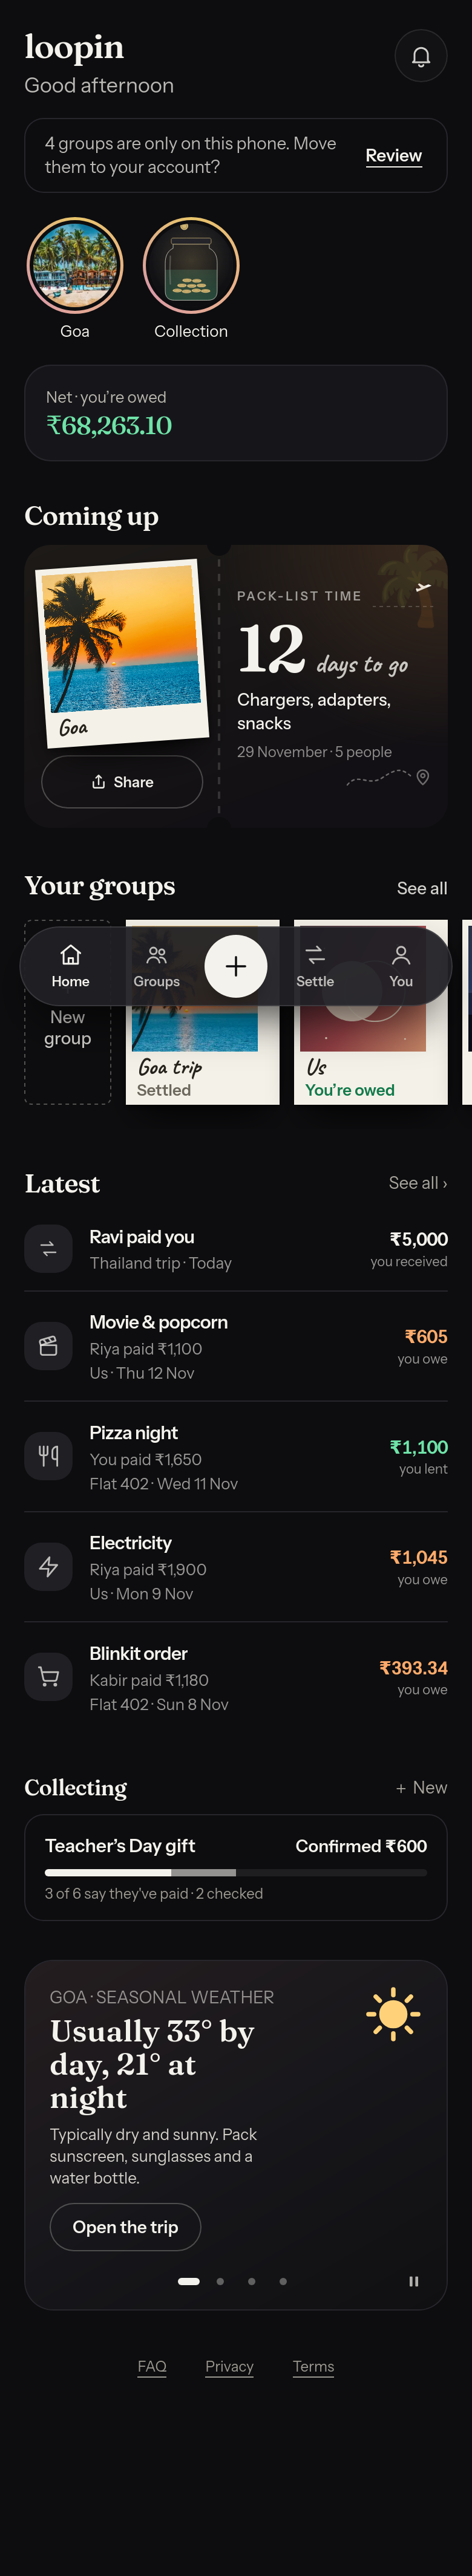 loopin
Good afternoon
4 groups are only on this phone. Move
them to your account?
Review
Goa
Collection
Net · you're owed
₹68,263.10
Coming up
Goa
Share
PACK-LIST TIME
12 days to go
Chargers, adapters,
snacks
29 November · 5 people
Your groups
See all
Home
Groups
Settle
You
New
group
Goa trip
Settled
Us
You're owed
Latest
See all ›
Ravi paid you
₹5,000
Thailand trip · Today
you received
Movie & popcorn
₹605
Riya paid ₹1,100
you owe
Us · Thu 12 Nov
Pizza night
₹1,100
You paid ₹1,650
you lent
Flat 402 · Wed 11 Nov
Electricity
₹1,045
Riya paid ₹1,900
you owe
Us · Mon 9 Nov
Blinkit order
₹393.34
Kabir paid ₹1,180
you owe
Flat 402 · Sun 8 Nov
Collecting
+ New
Teacher's Day gift
Confirmed ₹600
3 of 6 say they've paid · 2 checked
GOA · SEASONAL WEATHER
Usually 33° by
day, 21° at
night
Typically dry and sunny. Pack
sunscreen, sunglasses and a
water bottle.
Open the trip
FAQ
Privacy
Terms